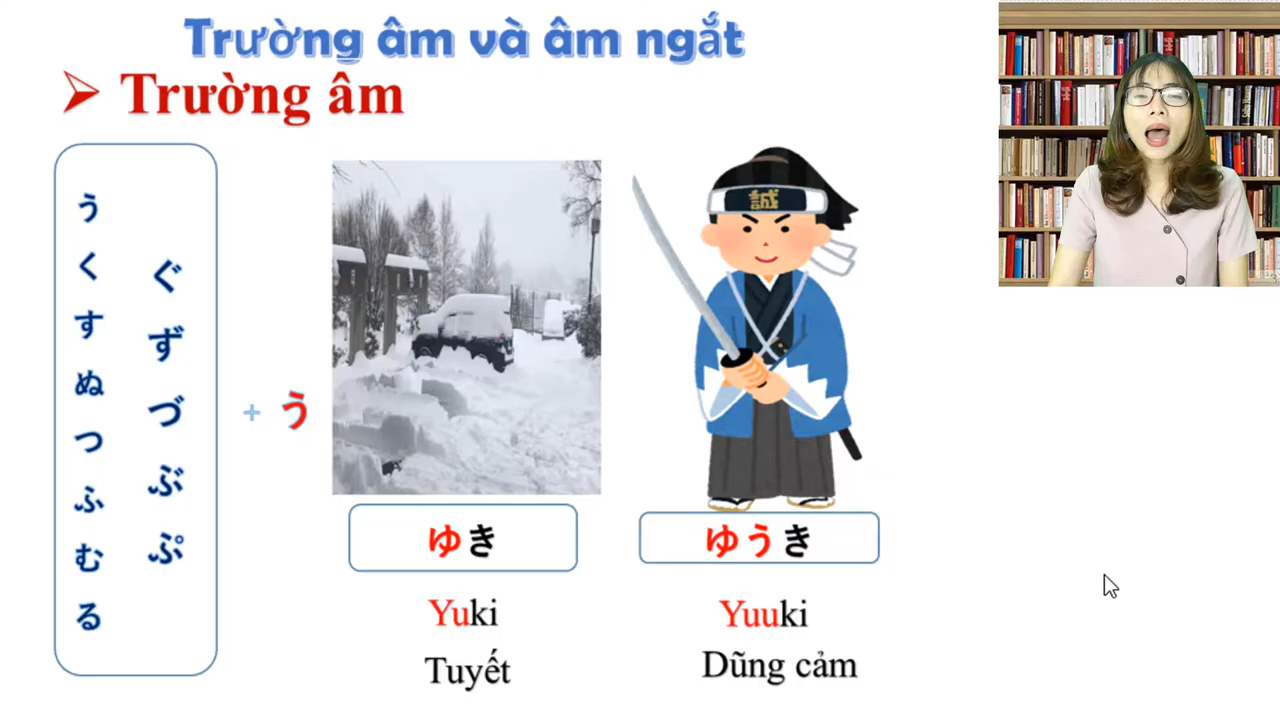 Trường âm và âm ngắt
Trường âm
う
く
す
ぬ
つ
ふ
む
る
ぐ
ず
づ
ぶ
ぷ
+ う
誠
ゆき
Yuki
Tuyết
ゆうき
Yuuki
Dũng cảm